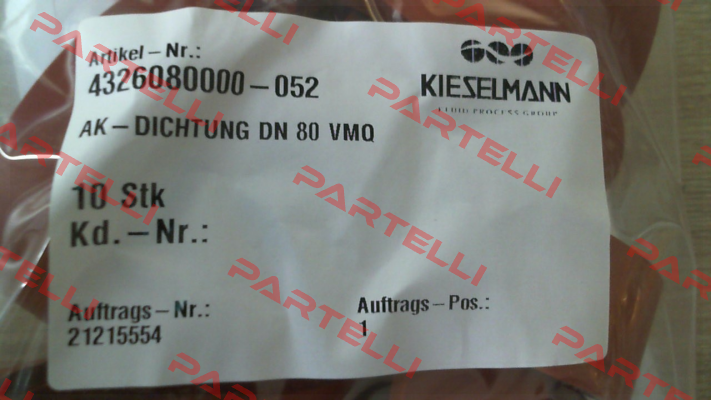 Artikel-Nr.:
4326080000-052
KIESELMANN
FLUID PROCESS GROUP
AK-DICHTUNG DN 80 VMQ
10 Stk
Kd.-Nr.:
Auftrags-Nr.:
21215554
Auftrags-Pos.:
1
PARTELLI
PARTELLI
PARTELLI
PARTELLI
PARTELLI
PARTELLI
PARTELLI